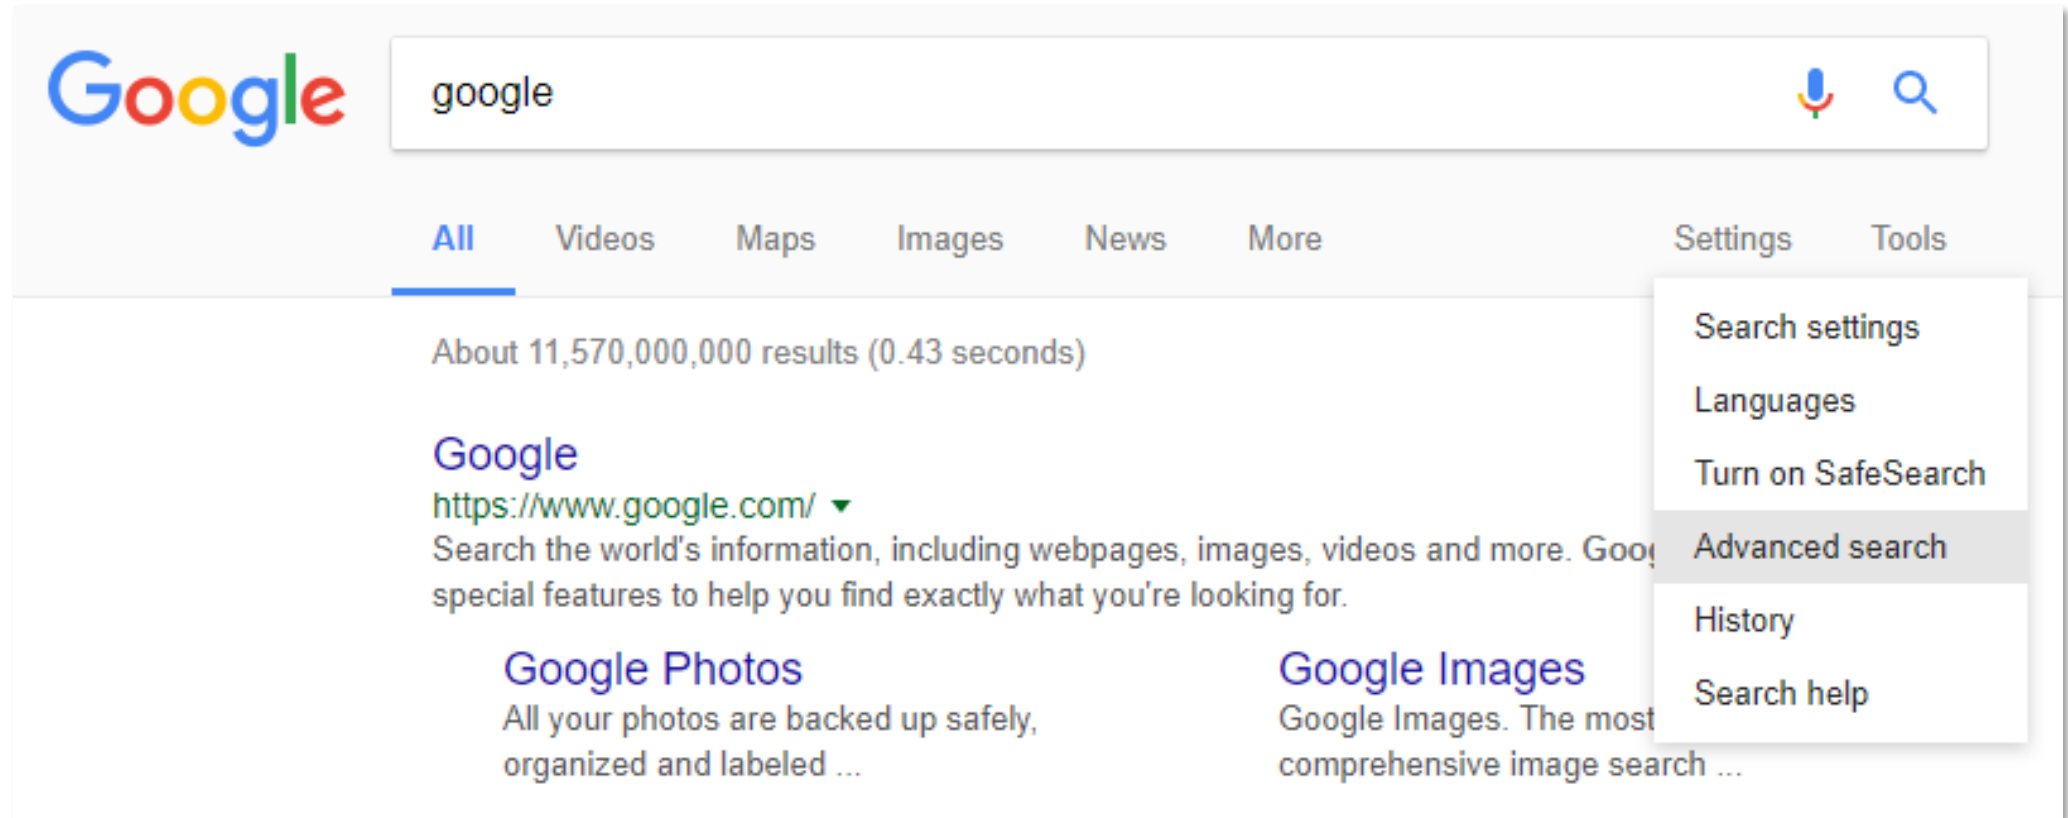 Google
google
All Videos Maps Images News More Settings Tools
About 11,570,000,000 results (0.43 seconds)
Google
https://www.google.com/
Search the world's information, including webpages, images, videos and more.
special features to help you find exactly what you're looking for.
Google Photos
All your photos are backed up safely,
organized and labeled ...
Google Images
Google Images. The most
comprehensive image search ...
Search settings
Languages
Turn on SafeSearch
Advanced search
History
Search help